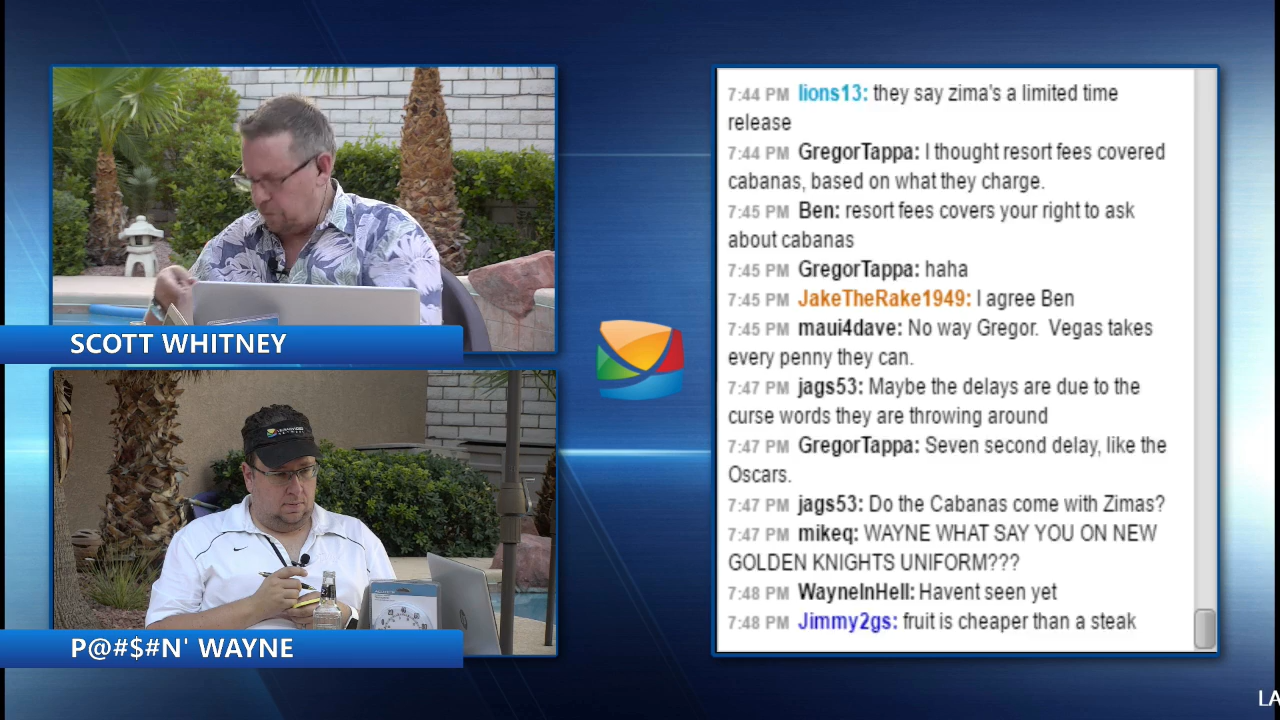 7:44 PM lions13: they say zima's a limited time
release
7:44 PM GregorTappa: I thought resort fees covered
cabanas, based on what they charge.
7:45 PM Ben: resort fees covers your right to ask
about cabanas
7:45 PM GregorTappa: haha
7:45 PM JakeTheRake1949: I agree Ben
7:45 PM maui4dave: No way Gregor.  Vegas takes
every penny they can.
7:47 PM jags53: Maybe the delays are due to the
curse words they are throwing around
7:47 PM GregorTappa: Seven second delay, like the
Oscars.
7:47 PM jags53: Do the Cabanas come with Zimas?
7:47 PM mikeq: WAYNE WHAT SAY YOU ON NEW
GOLDEN KNIGHTS UNIFORM???
7:48 PM WayneInHell: Havent seen yet
7:48 PM Jimmy2gs: fruit is cheaper than a steak
SCOTT WHITNEY
P@#$#N' WAYNE
LA